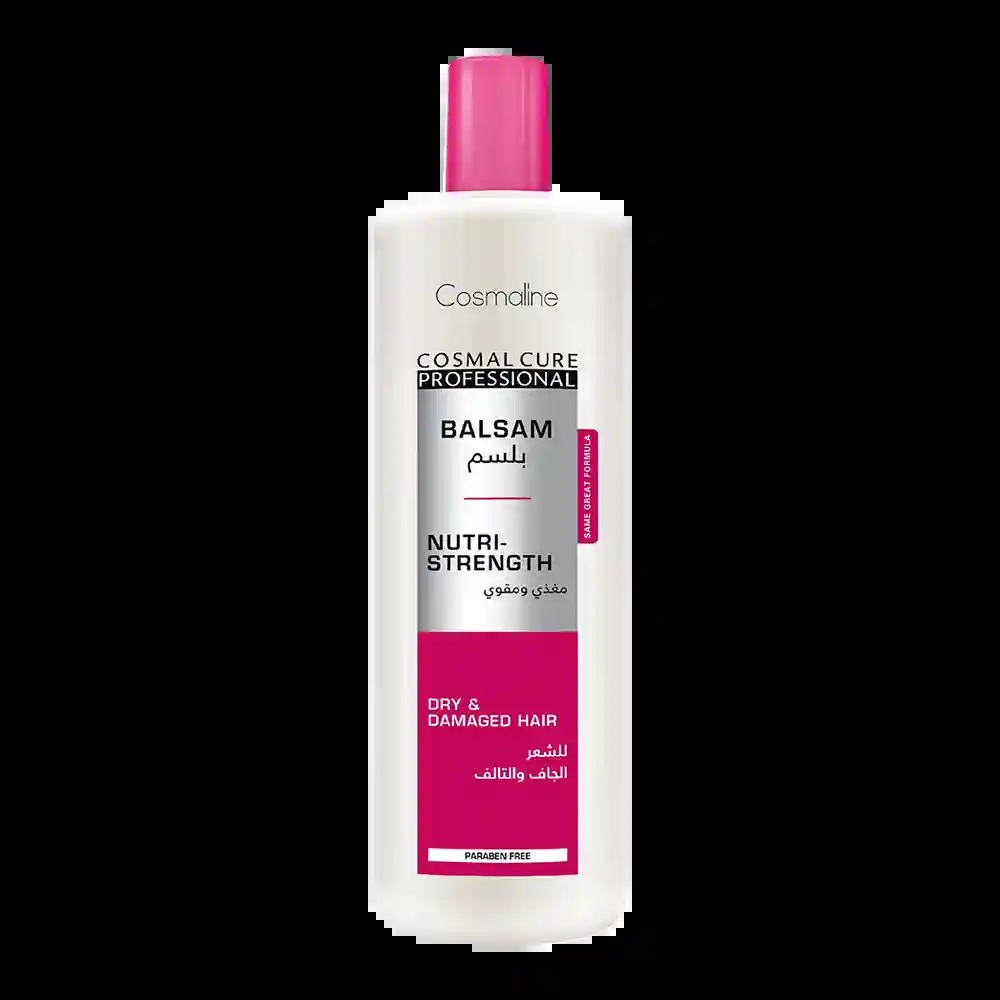 Cosmaline
COSMAL CURE
PROFESSIONAL
BALSAM
بلسم
SAME GREAT FORMULA
NUTRI-
STRENGTH
مغذي ومقوي
DRY &
DAMAGED HAIR
للشعر
الجاف والتالف
PARABEN FREE